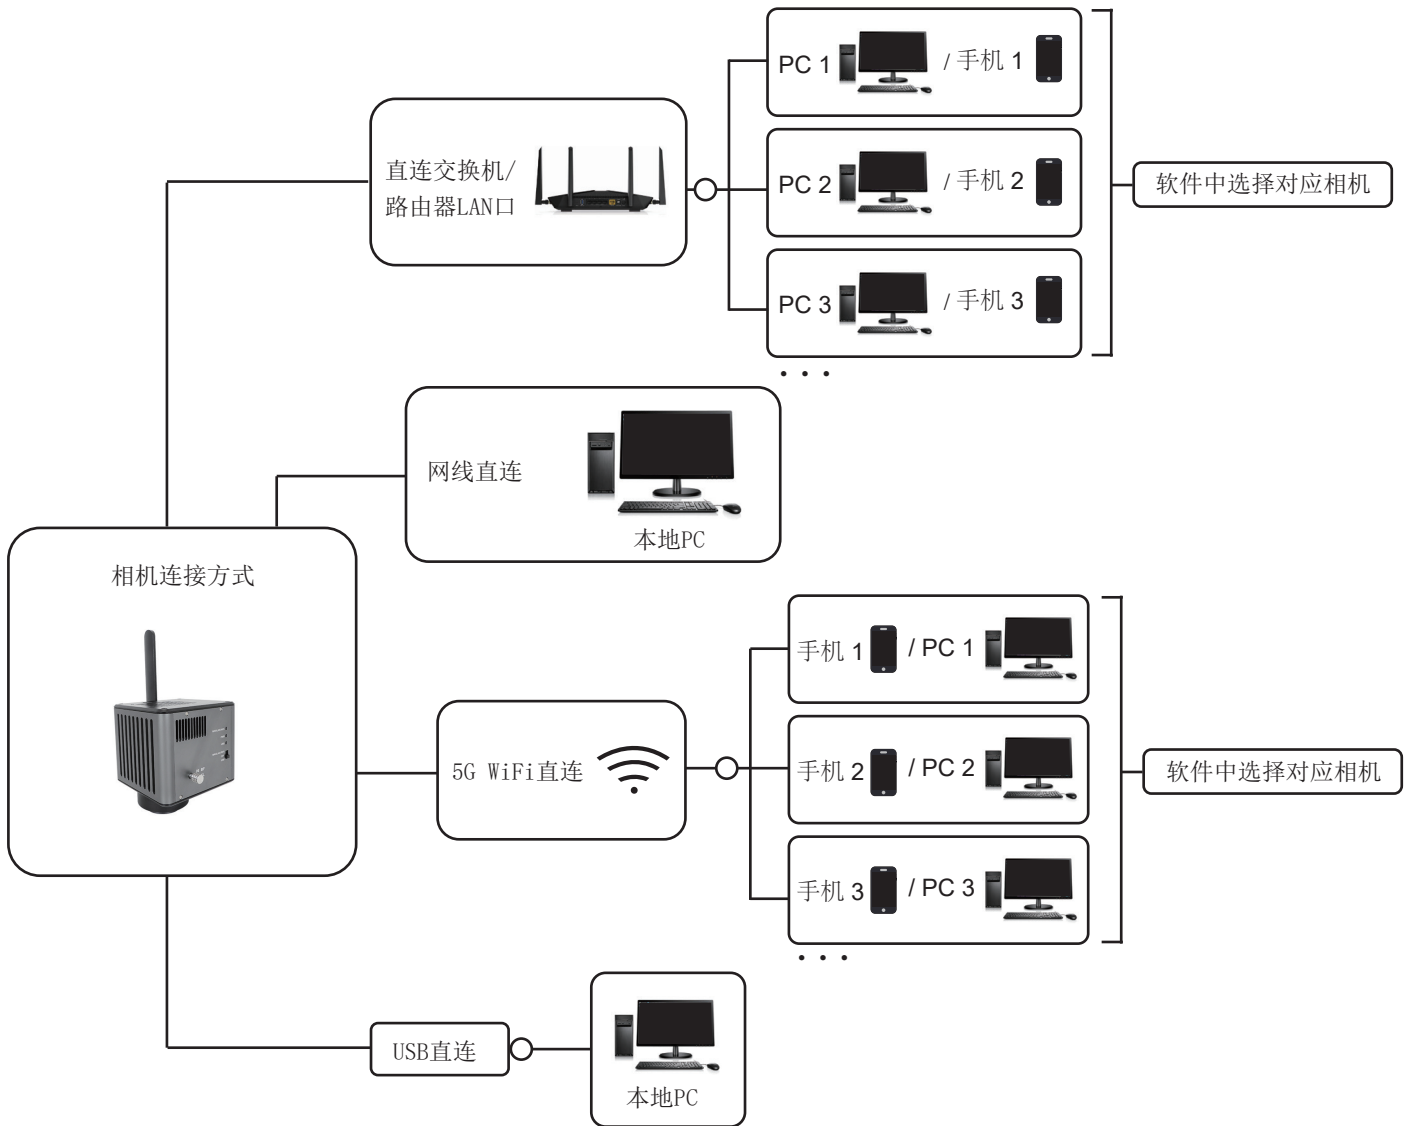 PC 1 / 手机 1
直连交换机/
路由器LAN口
PC 2 / 手机 2
软件中选择对应相机
PC 3 / 手机 3
• • •
网线直连
本地PC
相机连接方式
手机 1 / PC 1
5G WiFi直连
手机 2 / PC 2
软件中选择对应相机
手机 3 / PC 3
• • •
USB直连
本地PC